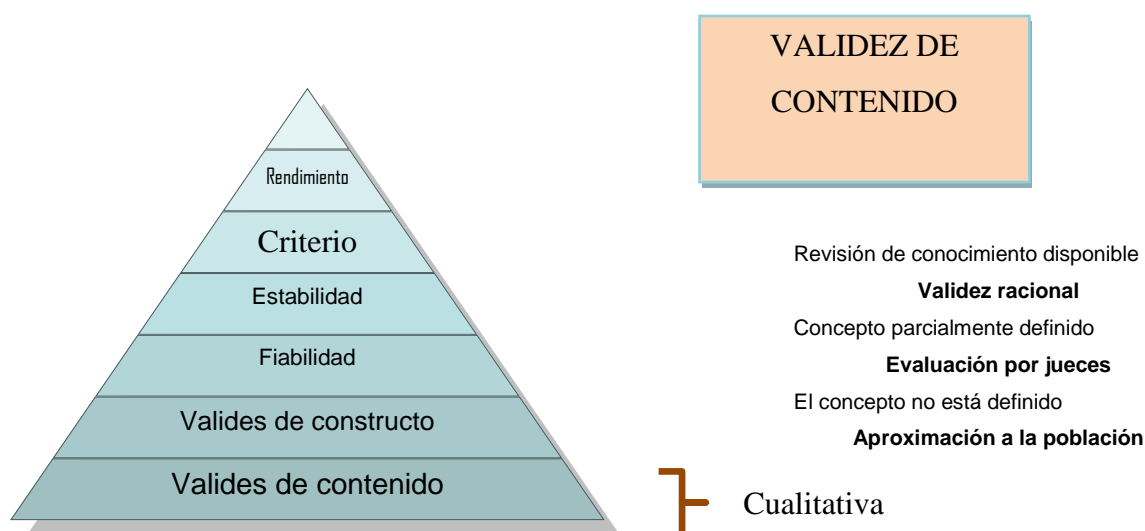 VALIDEZ DE
CONTENIDO
Rendimiento
Criterio
Estabilidad
Fiabilidad
Valides de constructo
Valides de contenido
Revisión de conocimiento disponible
Validez racional
Concepto parcialmente definido
Evaluación por jueces
El concepto no está definido
Aproximación a la población
Cualitativa